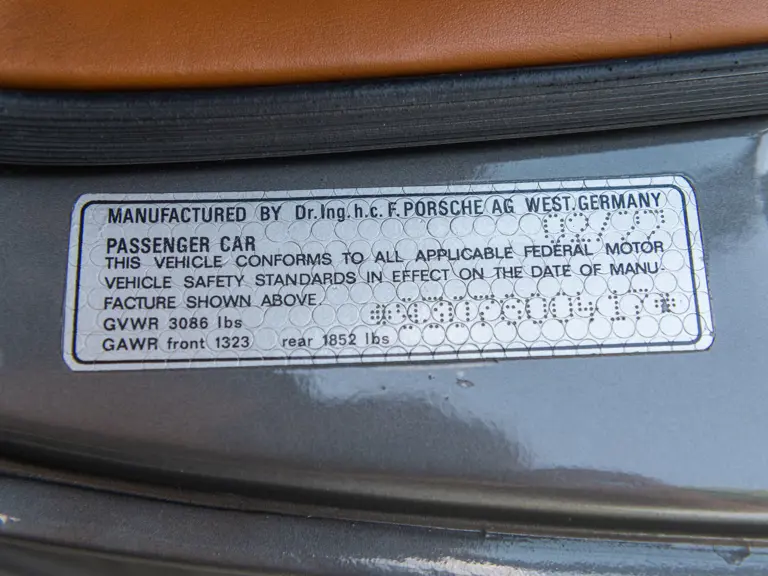 MANUFACTURED BY Dr.Ing.h.c.F.PORSCHE AG WEST GERMANY
PASSENGER CAR
THIS VEHICLE CONFORMS TO ALL APPLICABLE FEDERAL MOTOR
VEHICLE SAFETY STANDARDS IN EFFECT ON THE DATE OF MANU-
FACTURE SHOWN ABOVE
GVWR 3086 lbs
GAWR front 1323 rear 1852 lbs